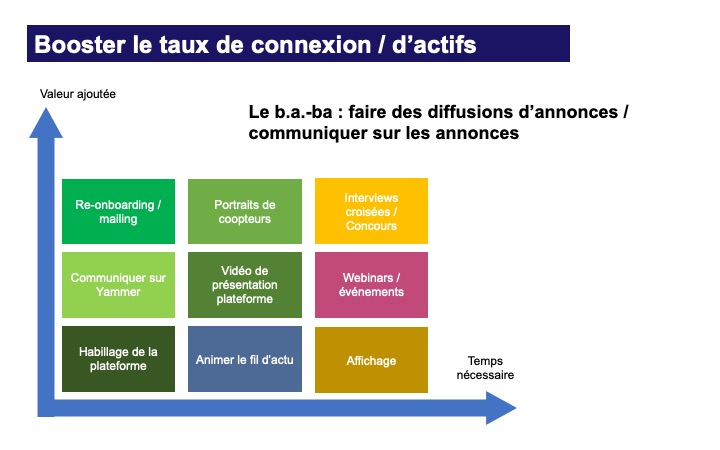 Booster le taux de connexion / d’actifs
Valeur ajoutée
Le b.a.-ba : faire des diffusions d’annonces /
communiquer sur les annonces
Re-onboarding /
mailing
Portraits de
coopteurs
Interviews
croisées /
Concours
Communiquer sur
Yammer
Vidéo de
présentation
plateforme
Webinars /
événements
Habillage de la
plateforme
Animer le fil d’actu
Affichage
Temps
nécessaire